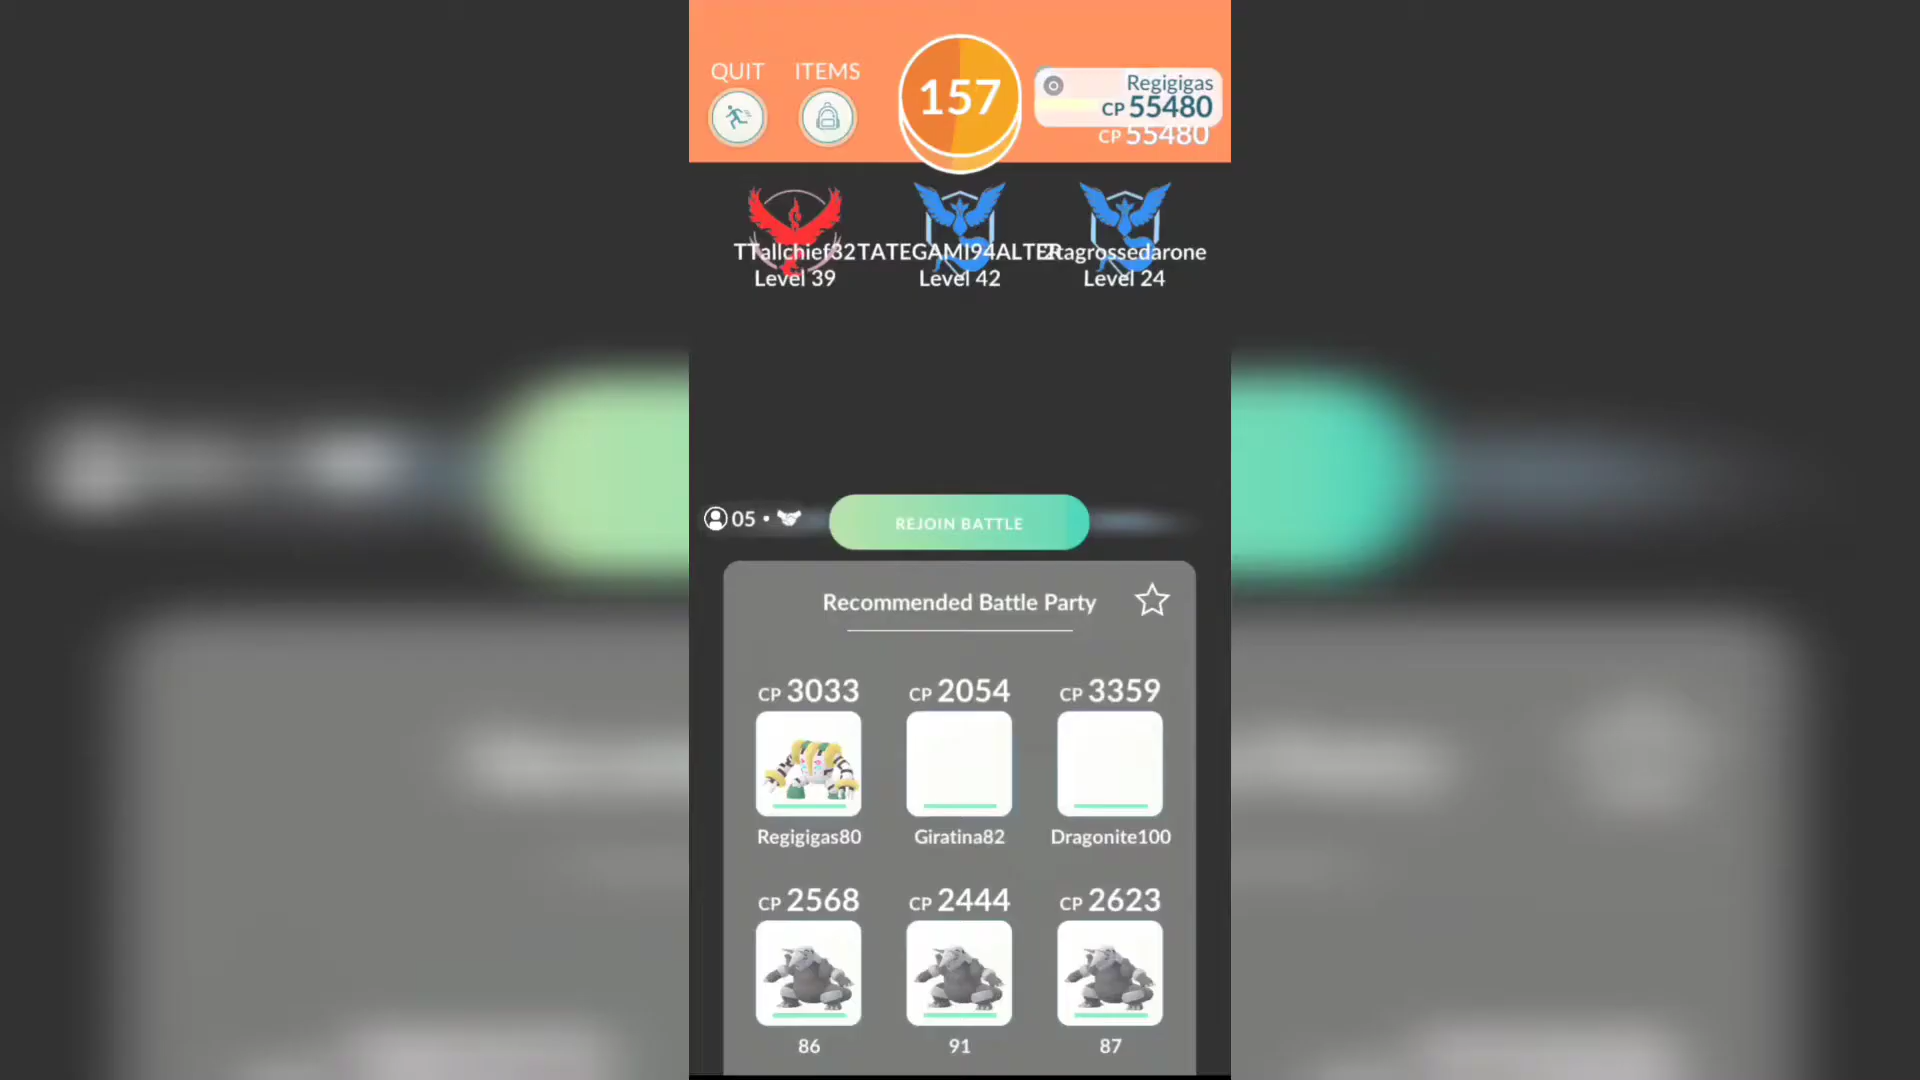 QUIT
ITEMS
157
Regigigas
CP 55480
CP 55480
TTallchief32
TATEGAMI94ALTER
Level 39
Level 42
Level 24
05 •
REJOIN BATTLE
Recommended Battle Party
CP 3033
CP 2054
CP 3359
Regigigas80
Giratina82
Dragonite100
CP 2568
CP 2444
CP 2623
86
91
87